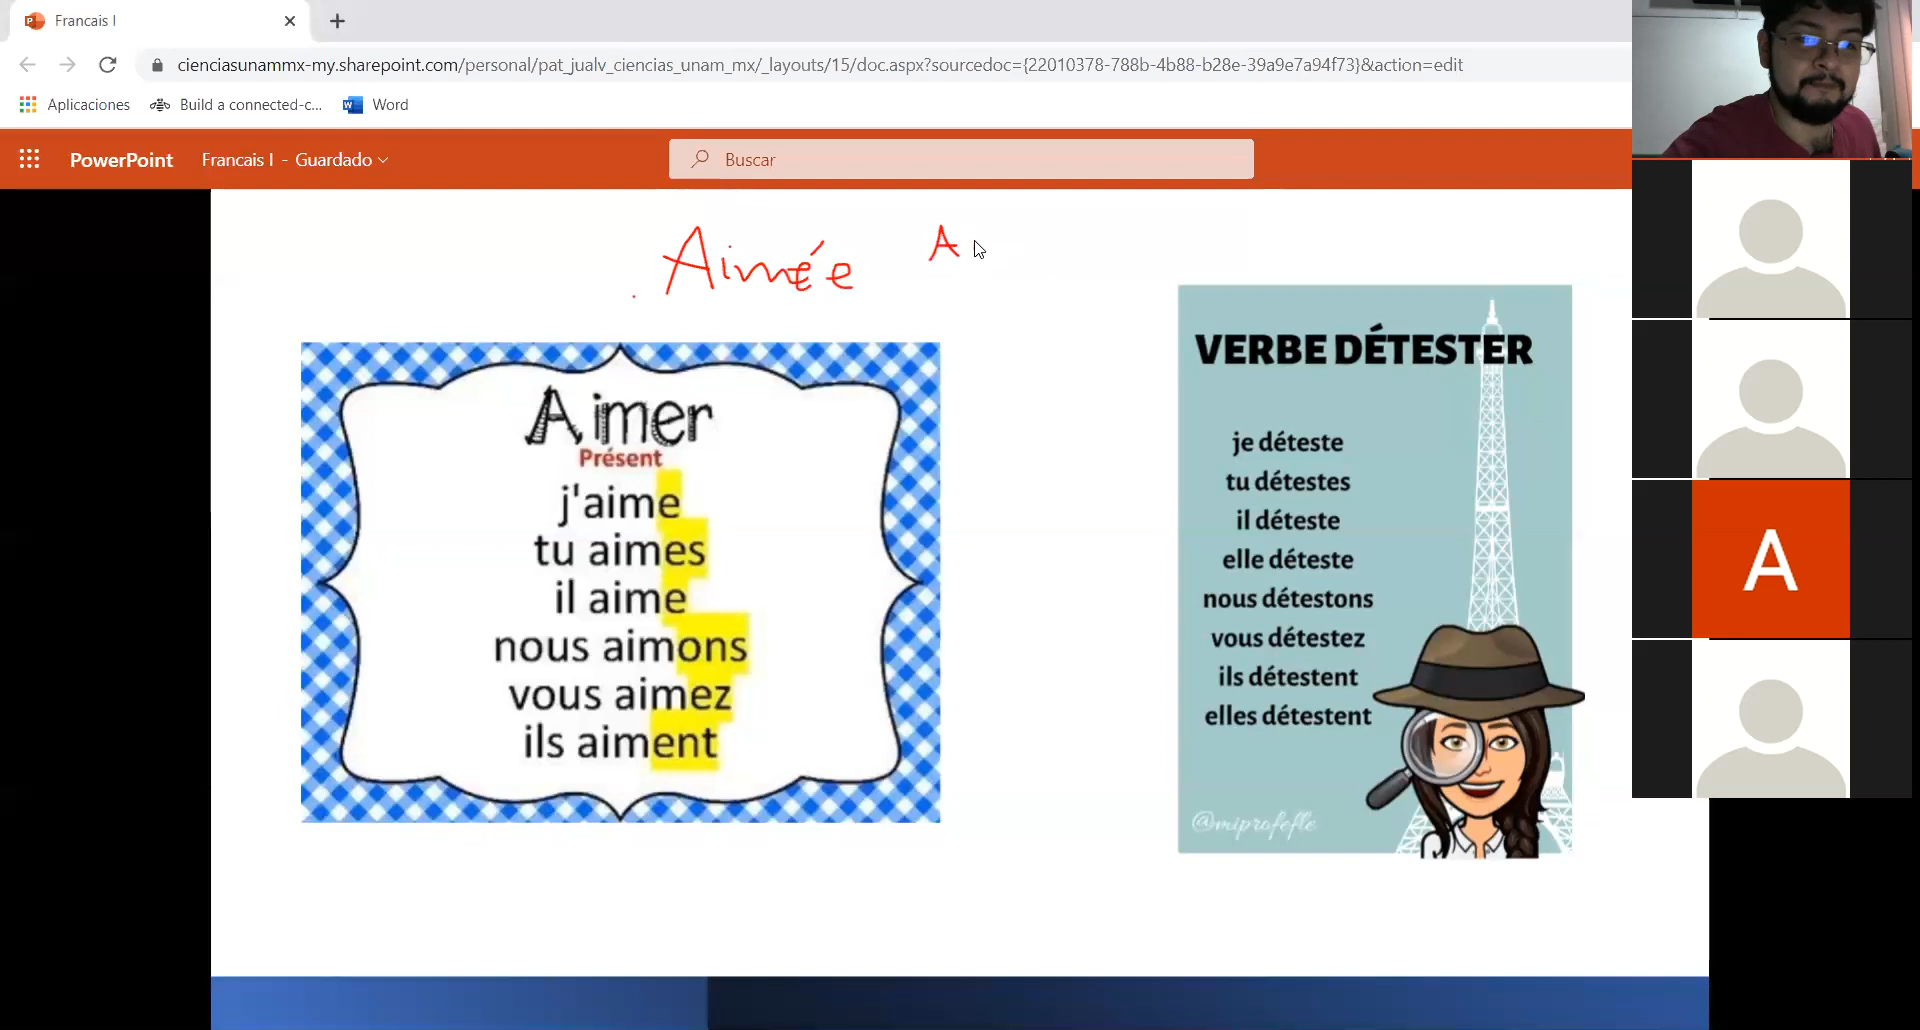 Francais I
cienciasunammx-my.sharepoint.com/personal/pat_jualv_ciencias_unam_mx/_layouts/15/doc.aspx?sourcedoc={22010378-788b-4b88-b28e-39a9e7a94f73}&action=edit
Aplicaciones Build a connected-c... Word
PowerPoint Francais I - Guardado Buscar
Aimée A
Aimer
Présent
j'aime
tu aimes
il aime
nous aimons
vous aimez
ils aiment
VERBE DÉTESTER
je déteste
tu détestes
il déteste
elle déteste
nous détestons
vous détestez
ils détestent
elles détestent
@miprofefle
A